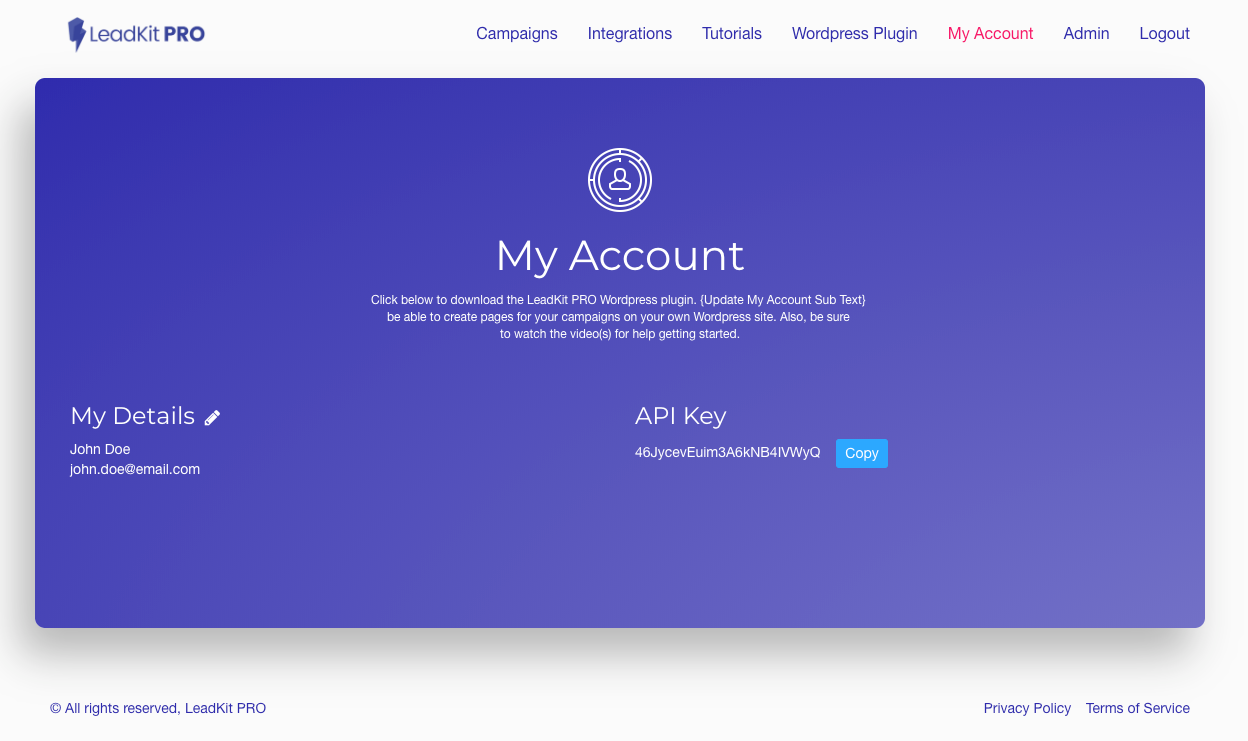 LeadKit PRO
Campaigns Integrations Tutorials Wordpress Plugin My Account Admin Logout
My Account
Click below to download the LeadKit PRO Wordpress plugin. {Update My Account Sub Text}
be able to create pages for your campaigns on your own Wordpress site. Also, be sure
to watch the video(s) for help getting started.
My Details
John Doe
john.doe@email.com
API Key
46JycevEuim3A6kNB4IVWyQ Copy
© All rights reserved, LeadKit PRO
Privacy Policy Terms of Service